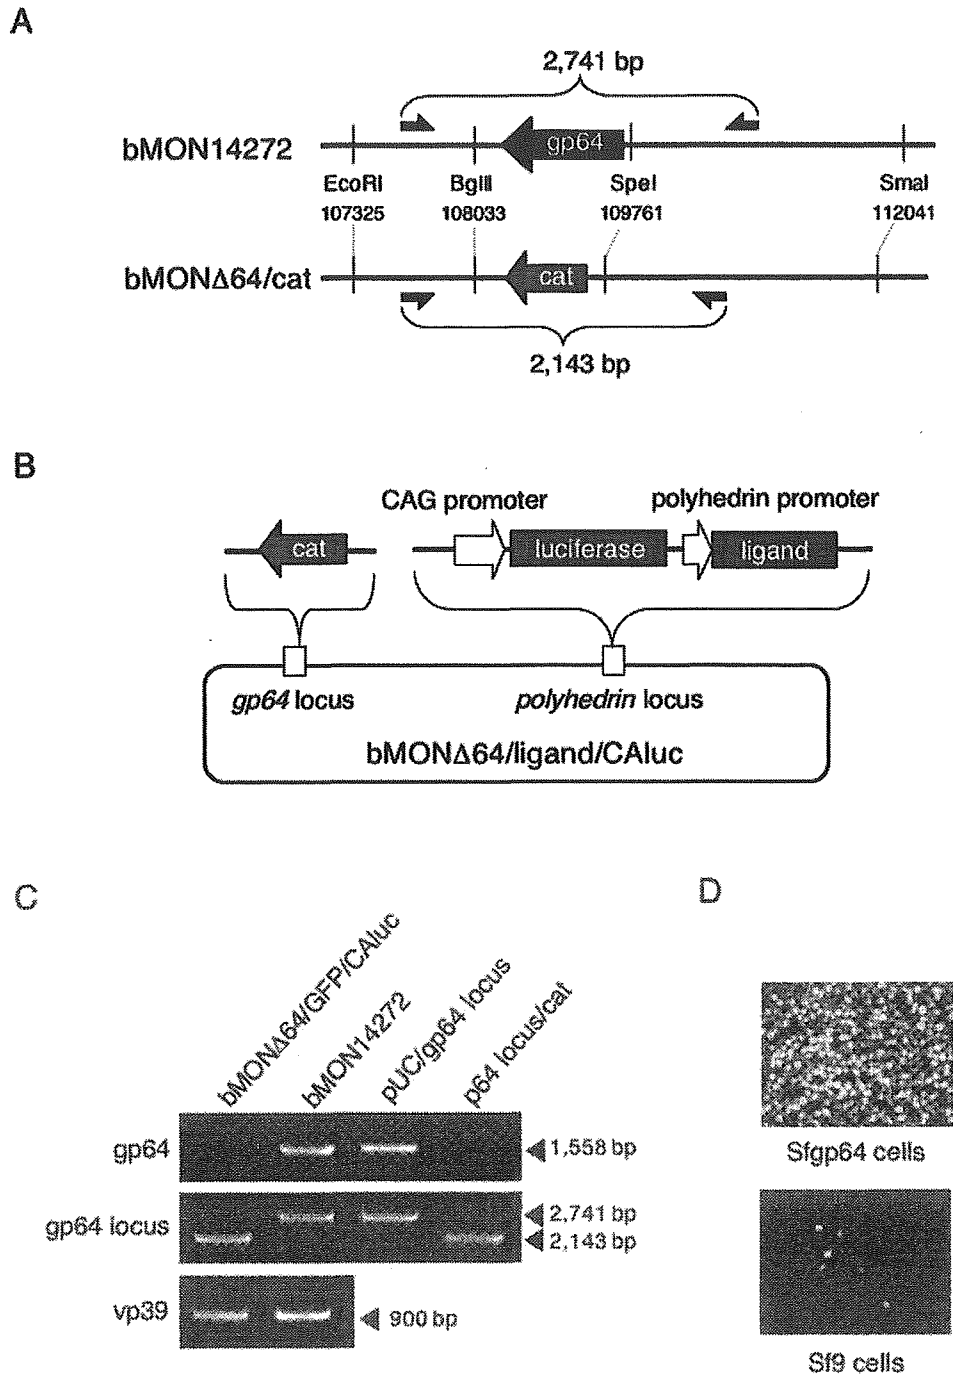 A
2,741 bp
bMON14272
gp64
EcoRI
107325
BglII
108033
SpeI
109761
SmaI
112041
bMONΔ64/cat
cat
2,143 bp
B
CAG promoter
polyhedrin promoter
cat
luciferase
ligand
gp64 locus
polyhedrin locus
bMONΔ64/ligand/CAluc
C
bMONΔ64/GFP/CAluc
bMON14272
pUC/gp64 locus
p64 locus/cat
gp64
1,558 bp
gp64 locus
2,741 bp
2,143 bp
vp39
900 bp
D
Sfgp64 cells
Sf9 cells